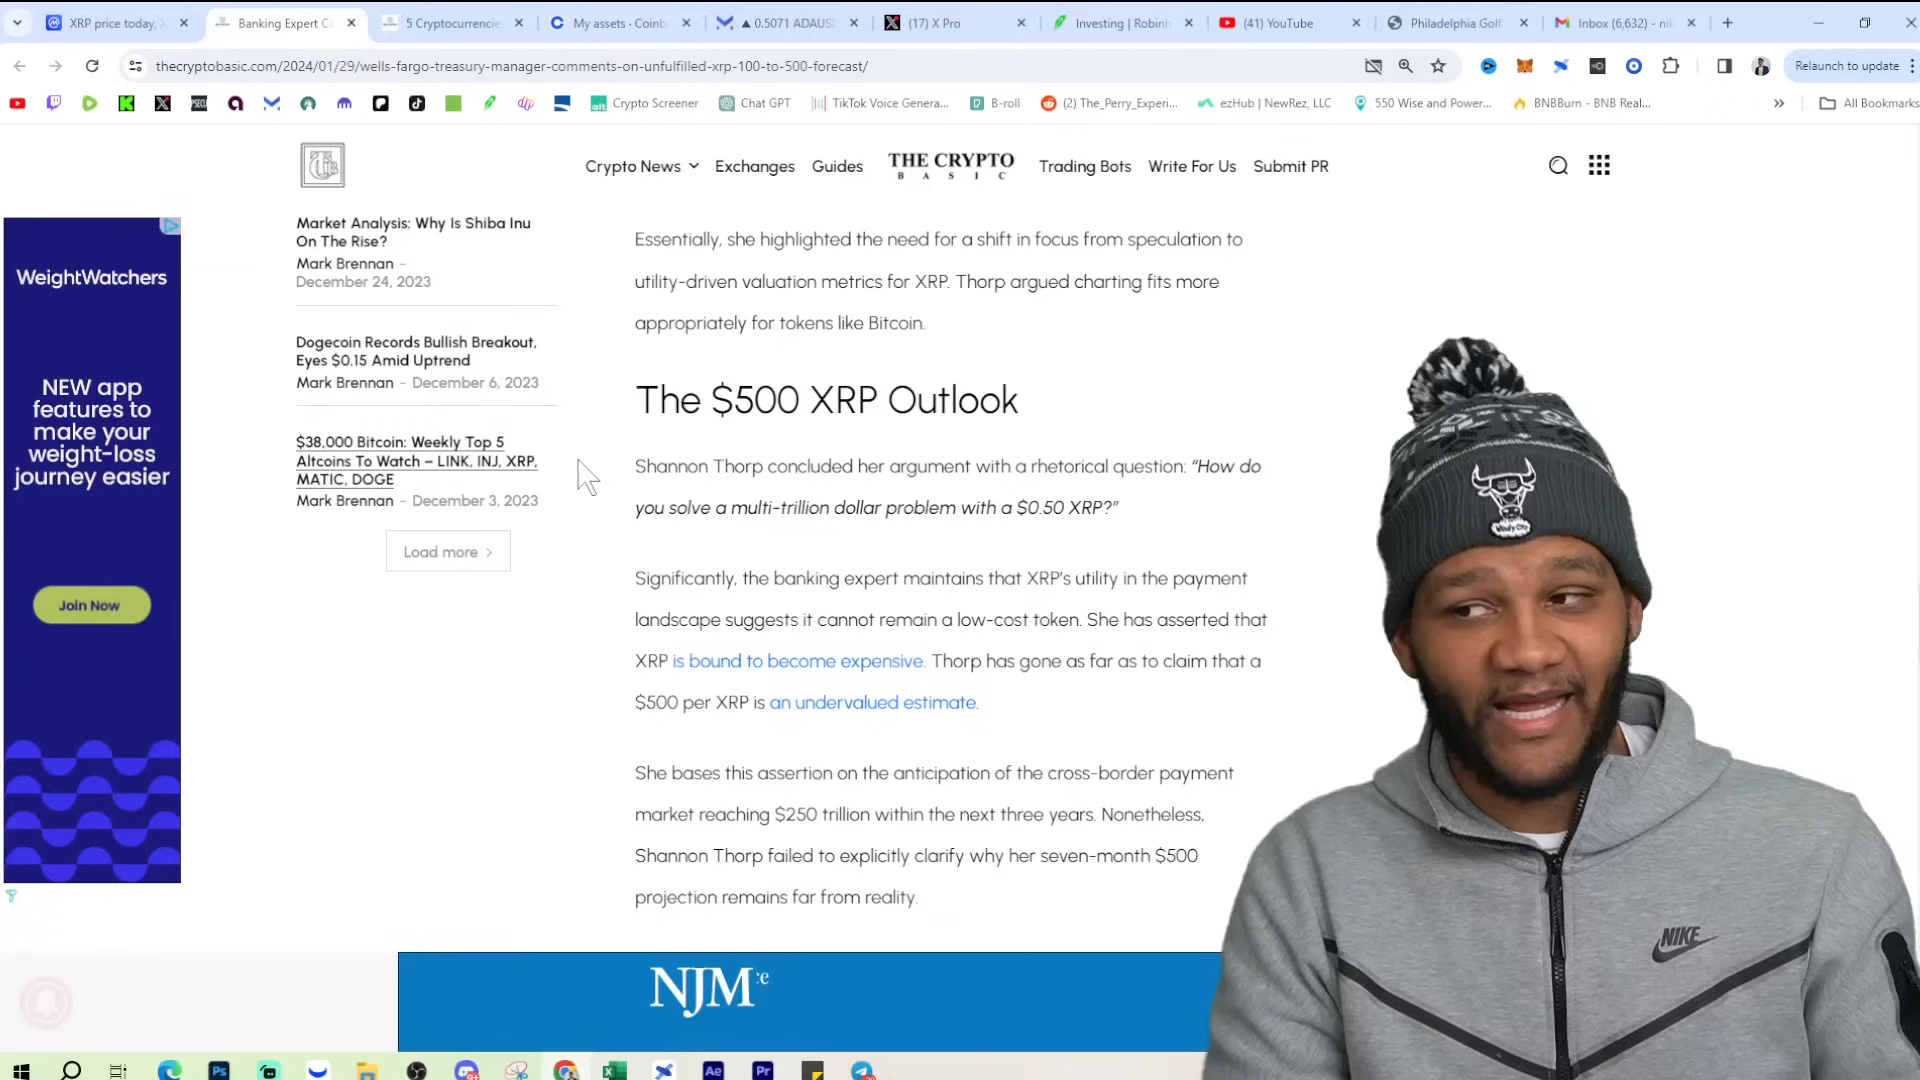 XRP price today,
Banking Expert Co
5 Cryptocurrencie
My assets - Coinb
▲ 0.5071 ADAUS
(17) X Pro
Investing | Robinh
(41) YouTube
Philadelphia Golf
Inbox (6,632) - nik
thecryptobasic.com/2024/01/29/wells-fargo-treasury-manager-comments-on-unfulfilled-xrp-100-to-500-forecast/
Relaunch to update
Crypto Screener
Chat GPT
TikTok Voice Genera...
B-roll
(2) The_Perry_Experi...
ezHub | NewRez, LLC
550 Wise and Power...
BNBBurn - BNB Real...
All Bookmarks
Crypto News
Exchanges
Guides
THE CRYPTO
BASIC
Trading Bots
Write For Us
Submit PR
Market Analysis: Why Is Shiba Inu
On The Rise?
Mark Brennan -
December 24, 2023
Dogecoin Records Bullish Breakout,
Eyes $0.15 Amid Uptrend
Mark Brennan - December 6, 2023
$38,000 Bitcoin: Weekly Top 5
Altcoins To Watch – LINK, INJ, XRP,
MATIC, DOGE
Mark Brennan - December 3, 2023
Load more
WeightWatchers
NEW app
features to
make your
weight-loss
journey easier
Join Now
Essentially, she highlighted the need for a shift in focus from speculation to
utility-driven valuation metrics for XRP. Thorp argued charting fits more
appropriately for tokens like Bitcoin.
The $500 XRP Outlook
Shannon Thorp concluded her argument with a rhetorical question: “How do
you solve a multi-trillion dollar problem with a $0.50 XRP?”
Significantly, the banking expert maintains that XRP’s utility in the payment
landscape suggests it cannot remain a low-cost token. She has asserted that
XRP is bound to become expensive. Thorp has gone as far as to claim that a
$500 per XRP is an undervalued estimate.
She bases this assertion on the anticipation of the cross-border payment
market reaching $250 trillion within the next three years. Nonetheless,
Shannon Thorp failed to explicitly clarify why her seven-month $500
projection remains far from reality.
NJM
NIKE
Ps
Ae
Pr